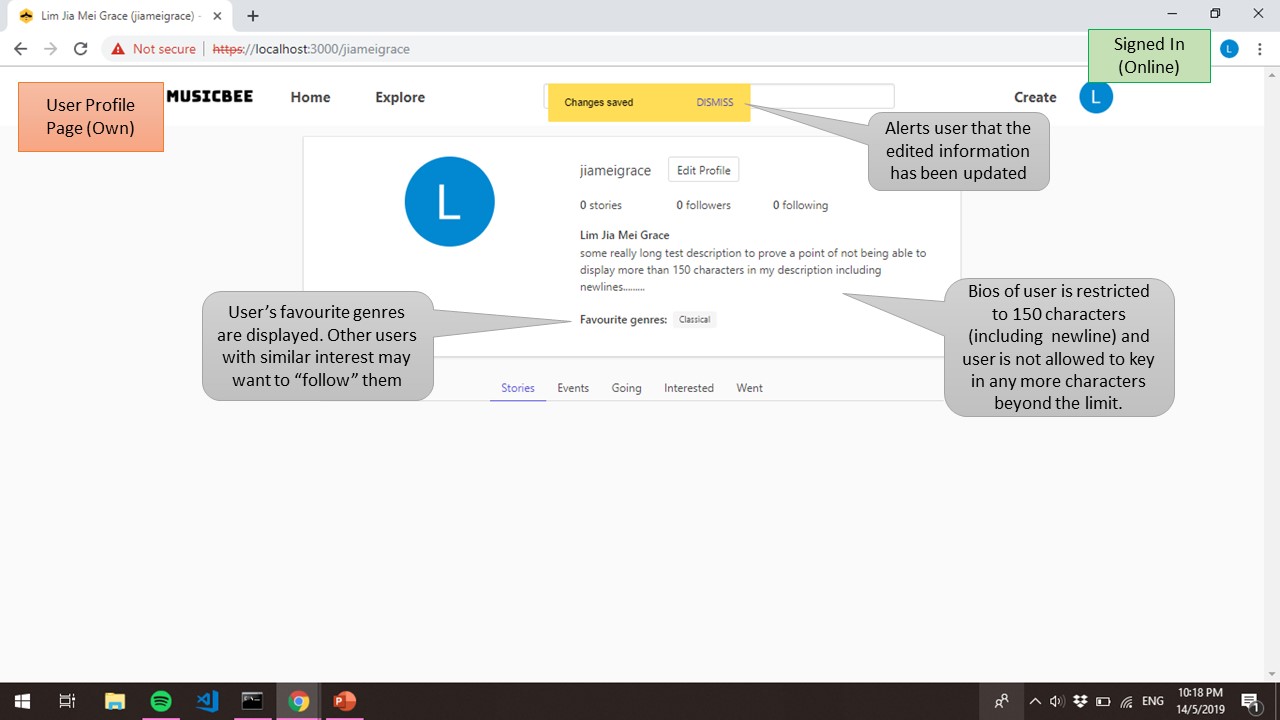 Lim Jia Mei Grace (jiameigrace) -
Not secure
https://localhost:3000/jiameigrace
L
Signed In
(Online)
User Profile
Page (Own)
MUSICBEE
Home
Explore
Changes saved
DISMISS
Create
L
Alerts user that the
edited information
has been updated
L
jiameigrace
Edit Profile
0 stories
0 followers
0 following
Lim Jia Mei Grace
some really long test description to prove a point of not being able to
display more than 150 characters in my description including
newlines.........
Favourite genres:
Classical
User’s favourite genres
are displayed. Other users
with similar interest may
want to “follow” them
Bios of user is restricted
to 150 characters
(including newline) and
user is not allowed to key
in any more characters
beyond the limit.
Stories
Events
Going
Interested
Went
ENG
10:18 PM
14/5/2019
1